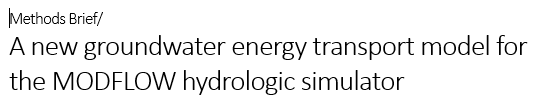 Methods Brief/
A new groundwater energy transport model for
the MODFLOW hydrologic simulator